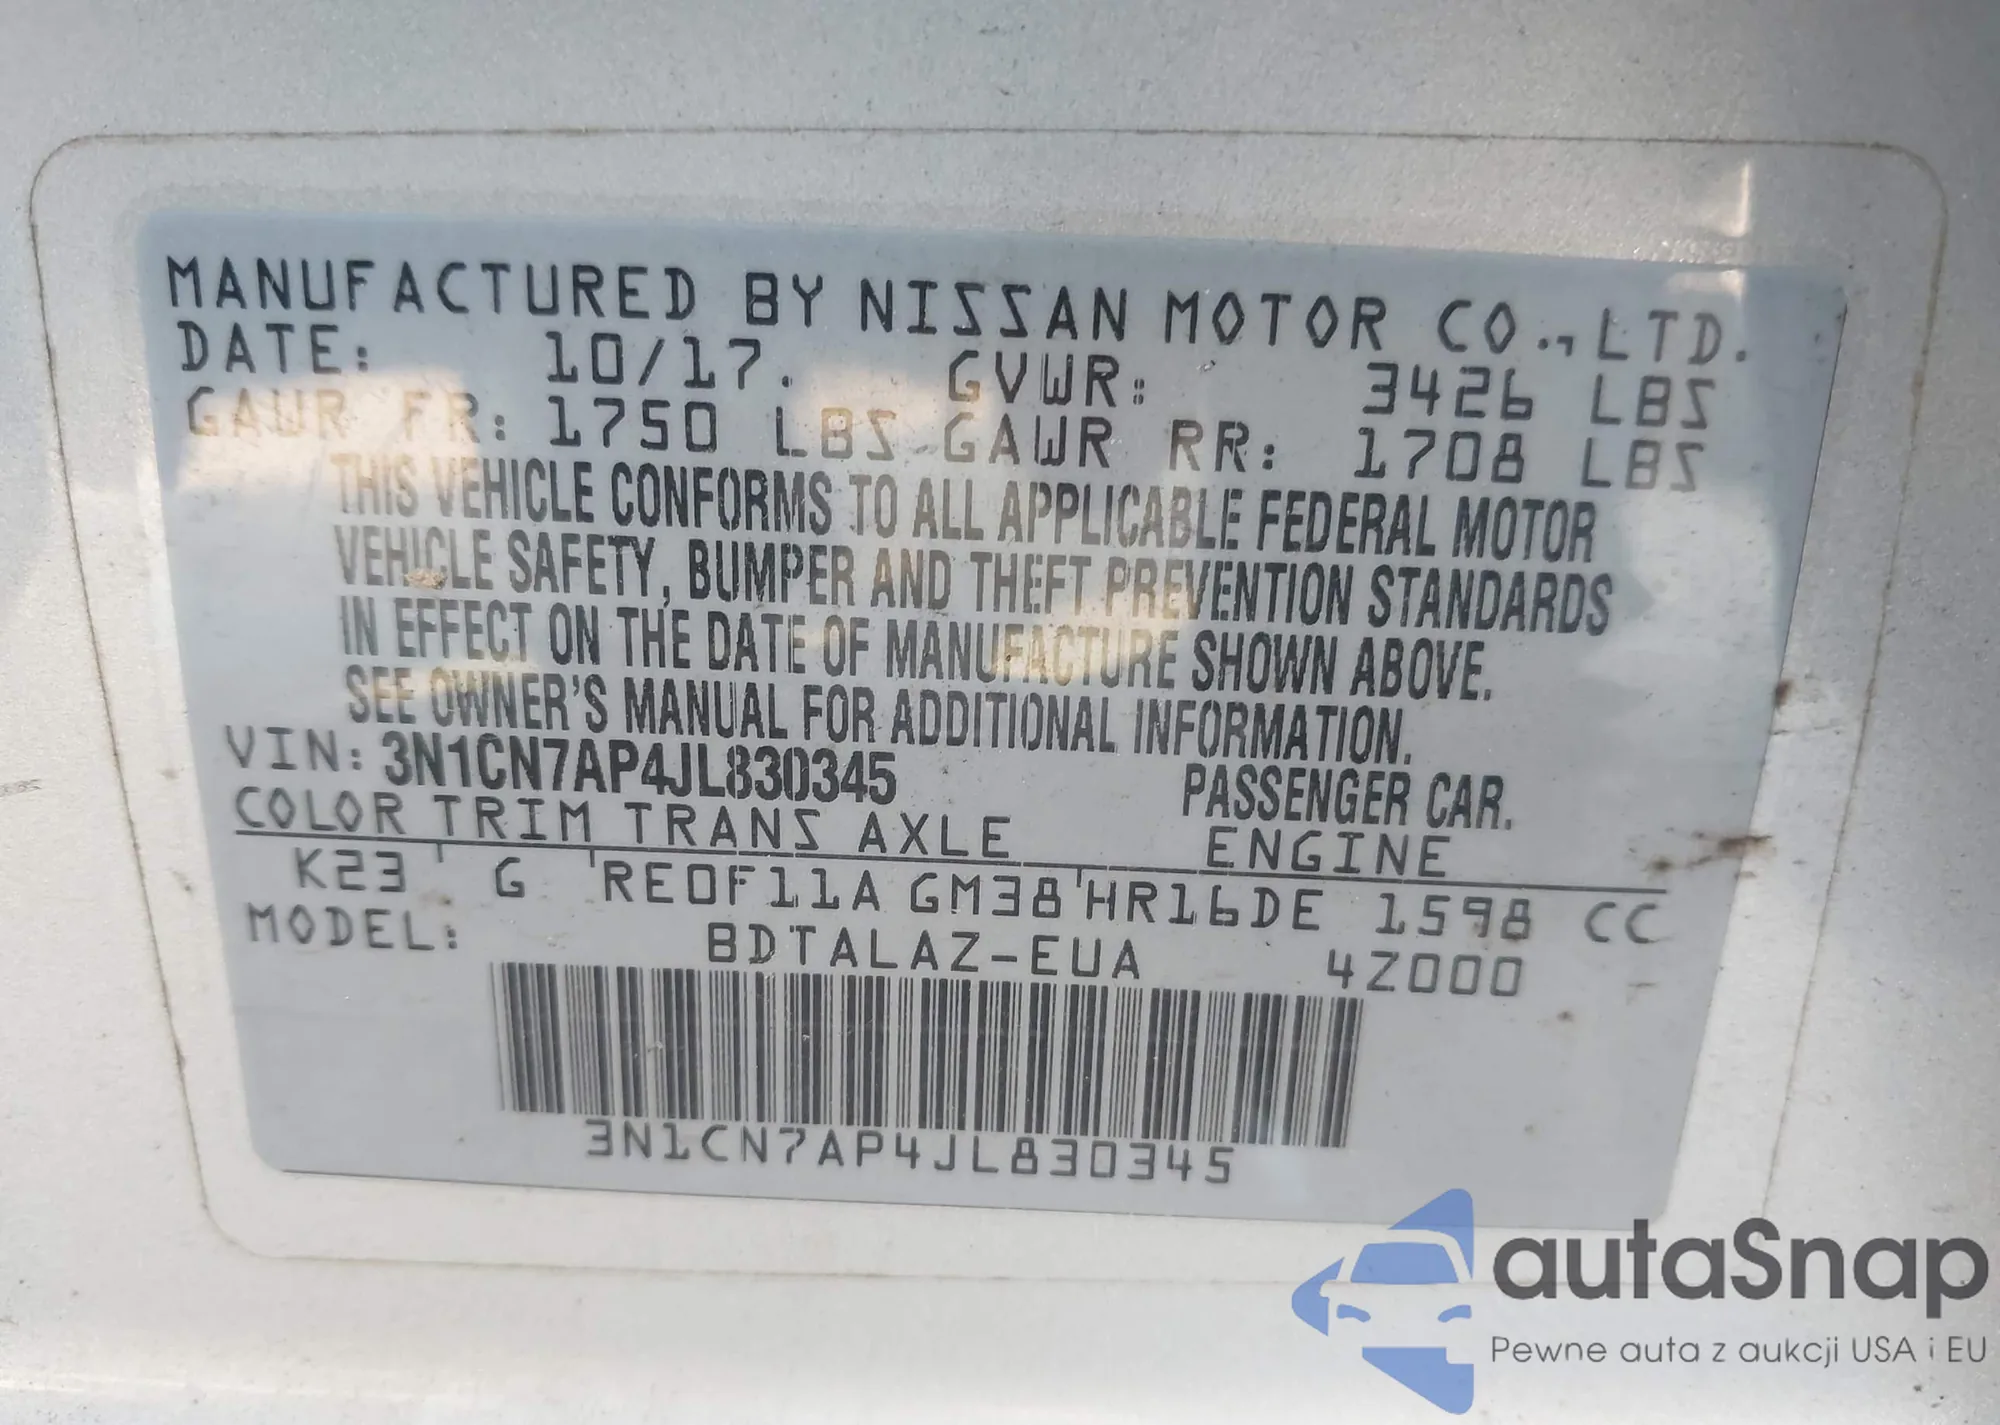 MANUFACTURED BY NISSAN MOTOR CO., LTD.
DATE: 10/17. GVWR: 3426 LBS
GAWR FR: 1750 LBS GAWR RR: 1708 LBS
THIS VEHICLE CONFORMS TO ALL APPLICABLE FEDERAL MOTOR
VEHICLE SAFETY, BUMPER AND THEFT PREVENTION STANDARDS
IN EFFECT ON THE DATE OF MANUFACTURE SHOWN ABOVE.
SEE OWNER'S MANUAL FOR ADDITIONAL INFORMATION.
VIN: 3N1CN7AP4JL830345 PASSENGER CAR.
COLOR TRIM TRANS AXLE ENGINE
K23 G RE0F11A GM38 HR16DE 1598 CC
MODEL: BDTALAZ-EUA 4Z000
3N1CN7AP4JL830345
autaSnap
Pewne auta z aukcji USA i EU